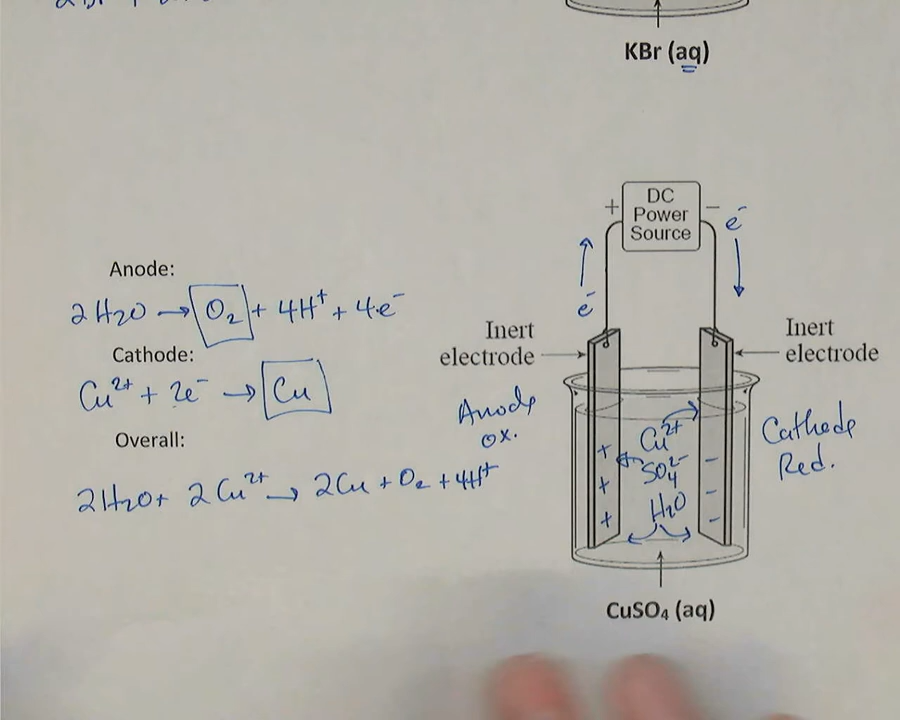 KBr (aq)
+
DC
Power
Source
−
e⁻
e⁻
Anode:
2H₂O → O₂ + 4H⁺ + 4e⁻
Cathode:
Cu²⁺ + 2e⁻ → Cu
Overall:
2H₂O + 2Cu²⁺ → 2Cu + O₂ + 4H⁺
Inert
electrode
Inert
electrode
Anode
ox.
Cathode
Red.
+
+
+
Cu²⁺
SO₄²⁻
H₂O
−
−
−
CuSO₄ (aq)